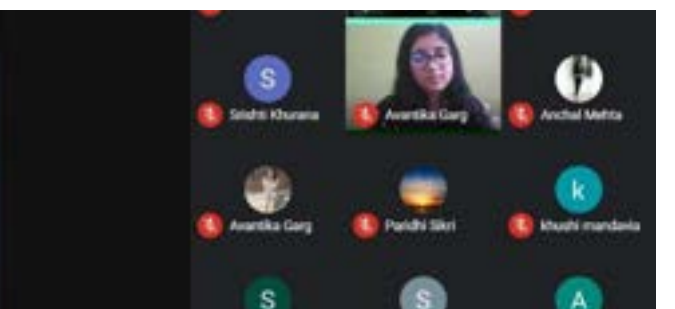 S
Srishti Khurana
Avantika Garg
Anchal Mehta
Avantika Garg
Paridhi Sikri
k
khushi mandavia
S
S
A